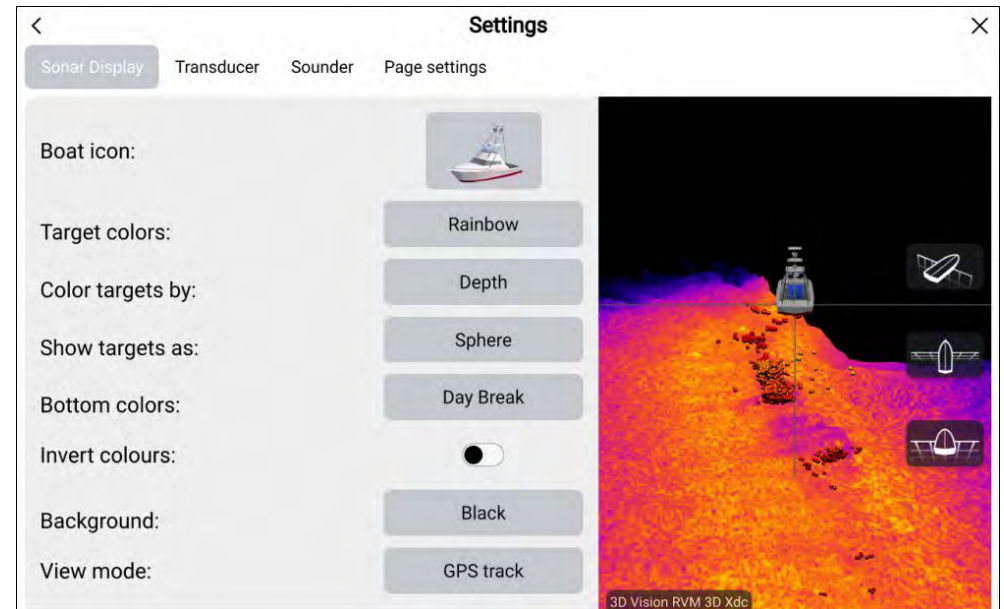 Settings
Sonar Display Transducer Sounder Page settings
Boat icon:
Target colors: Rainbow
Color targets by: Depth
Show targets as: Sphere
Bottom colors: Day Break
Invert colours:
Background: Black
View mode: GPS track
3D Vision RVM 3D Xdc